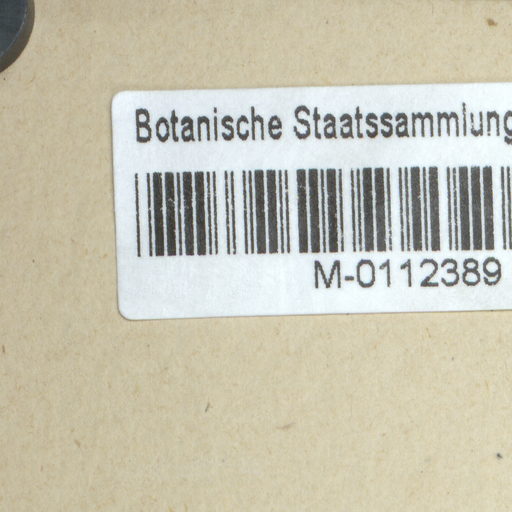 Botanische Staatssammlung
M-0112389